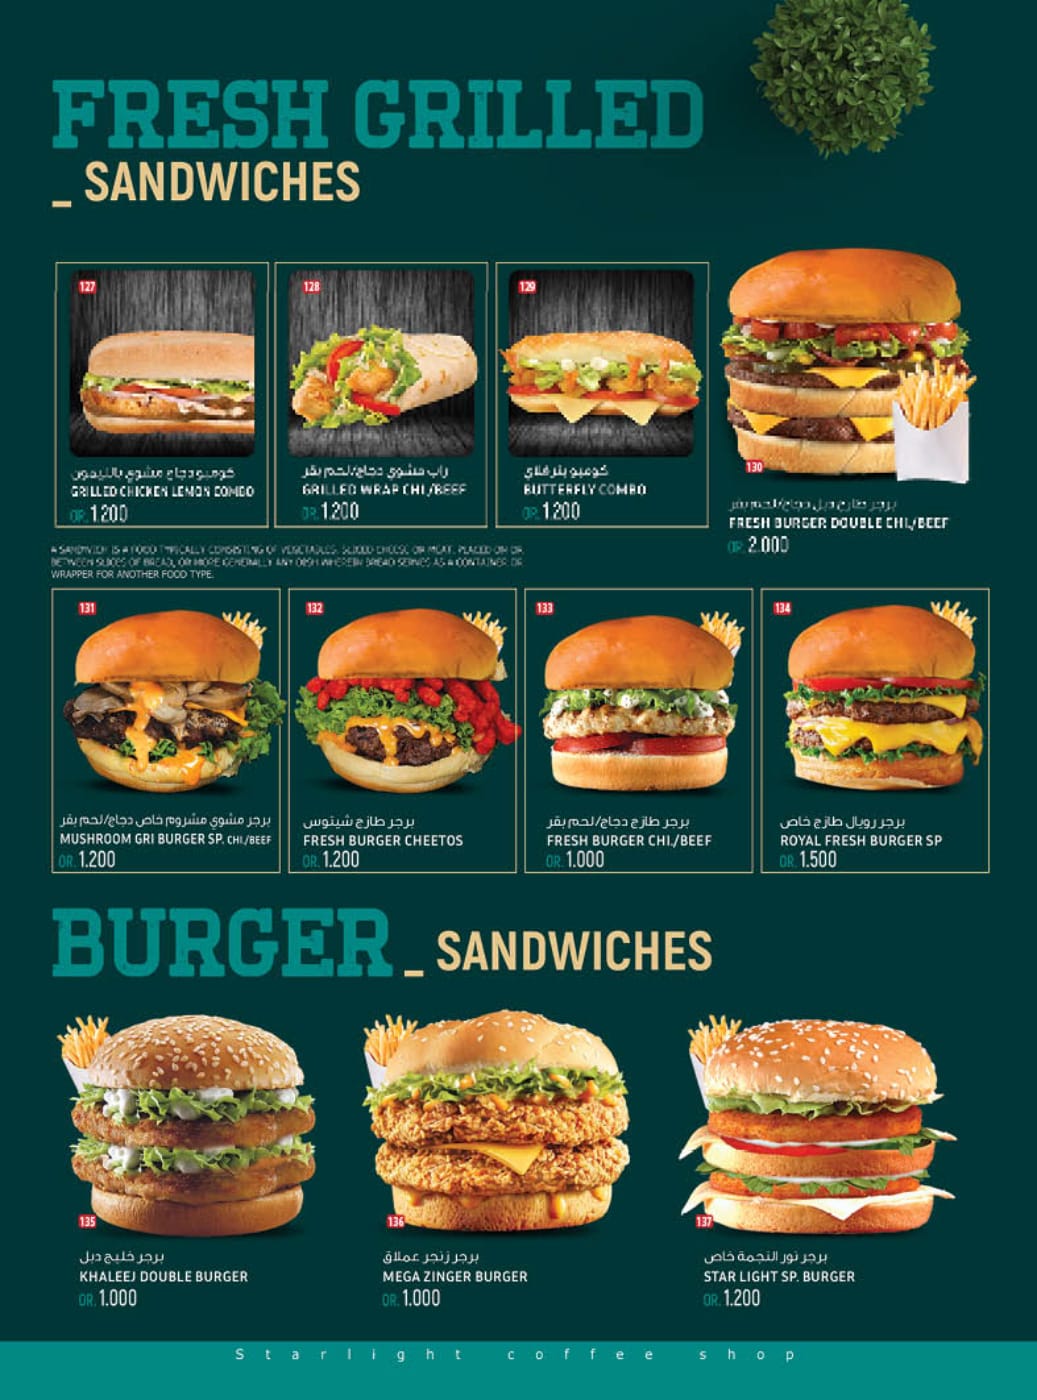 FRESH GRILLED
_ SANDWICHES
127
كومبو دجاج مشوي بالليمون
GRILLED CHICKEN LEMON COMBO
OR. 1.200
128
راب مشوي دجاج/لحم بقر
GRILLED WRAP CHI./BEEF
OR. 1.200
129
كومبو بترفلاي
BUTTERFLY COMBO
OR. 1.200
130
برجر طازج دبل دجاج/لحم بقر
FRESH BURGER DOUBLE CHI./BEEF
OR. 2.000
A SANDWICH IS A FOOD TYPICALLY CONSISTING OF VEGETABLES, SLICED CHEESE OR MEAT, PLACED ON OR
BETWEEN SLICES OF BREAD, OR MORE GENERALLY ANY DISH WHEREIN BREAD SERVES AS A CONTAINER OR
WRAPPER FOR ANOTHER FOOD TYPE.
131
برجر مشوي مشروم خاص دجاج/لحم بقر
MUSHROOM GRI BURGER SP. CHI./BEEF
OR. 1.200
132
برجر طازج شيتوس
FRESH BURGER CHEETOS
OR. 1.200
133
برجر طازج دجاج/لحم بقر
FRESH BURGER CHI./BEEF
OR. 1.000
134
برجر رويال طازج خاص
ROYAL FRESH BURGER SP
OR. 1.500
BURGER _ SANDWICHES
135
برجر خليج دبل
KHALEEJ DOUBLE BURGER
OR. 1.000
136
برجر زنجر عملاق
MEGA ZINGER BURGER
OR. 1.000
137
برجر نور النجمة خاص
STAR LIGHT SP. BURGER
OR. 1.200
Starlight coffee shop